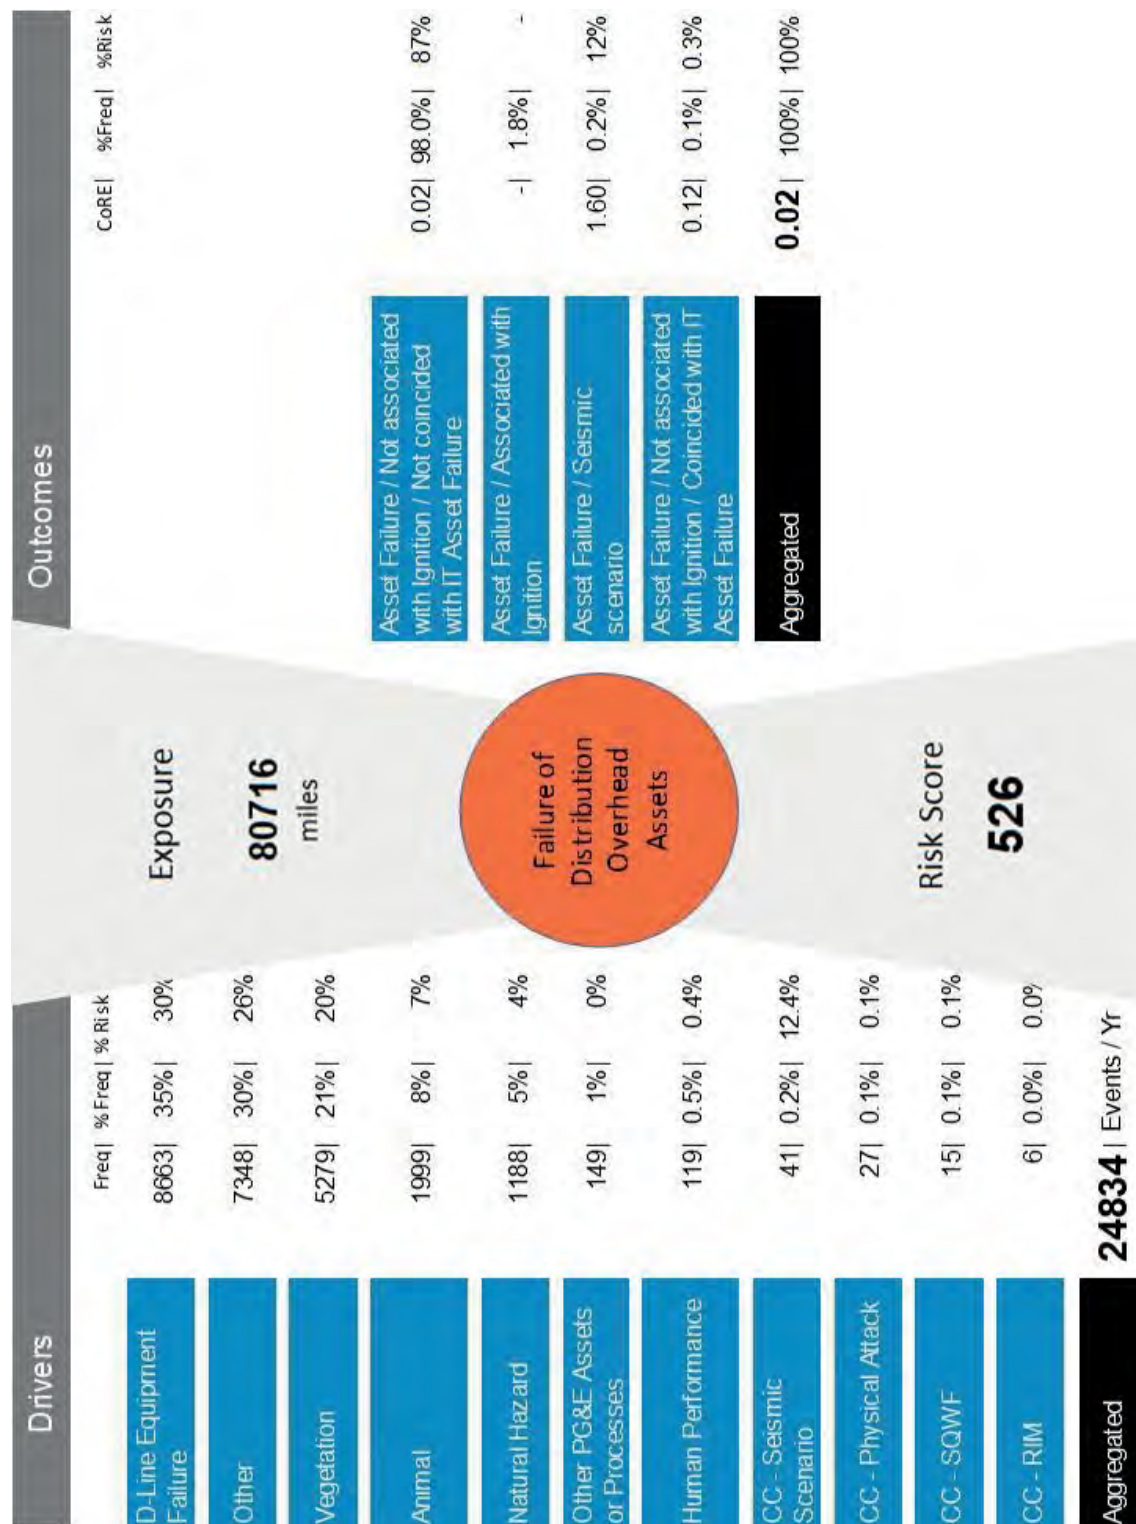 Drivers
Freq| % Freq | % Risk
D-Line Equipment
Failure
8663| 35%| 30%
Other
7348| 30%| 26%
Vegetation
5279| 21%| 20%
Animal
1999| 8%| 7%
Natural Hazard
1188| 5%| 4%
Other PG&E Assets
or Processes
149| 1%| 0%
Human Performance
119| 0.5%| 0.4%
CC - Seismic
Scenario
41| 0.2%| 12.4%
CC - Physical Attack
27| 0.1%| 0.1%
CC - SQWF
15| 0.1%| 0.1%
CC - RIM
6| 0.0%| 0.0%
Aggregated
24834 | Events / Yr
Exposure
80716
miles
Failure of
Distribution
Overhead
Assets
Risk Score
526
Outcomes
CoRE| %Freq| %Risk
Asset Failure / Not associated
with Ignition / Not coincided
with IT Asset Failure
0.02| 98.0%| 87%
Asset Failure / Associated with
Ignition
-| 1.8%| -
Asset Failure / Seismic
scenario
1.60| 0.2%| 12%
Asset Failure / Not associated
with Ignition / Coincided with IT
Asset Failure
0.12| 0.1%| 0.3%
Aggregated
0.02 | 100%| 100%